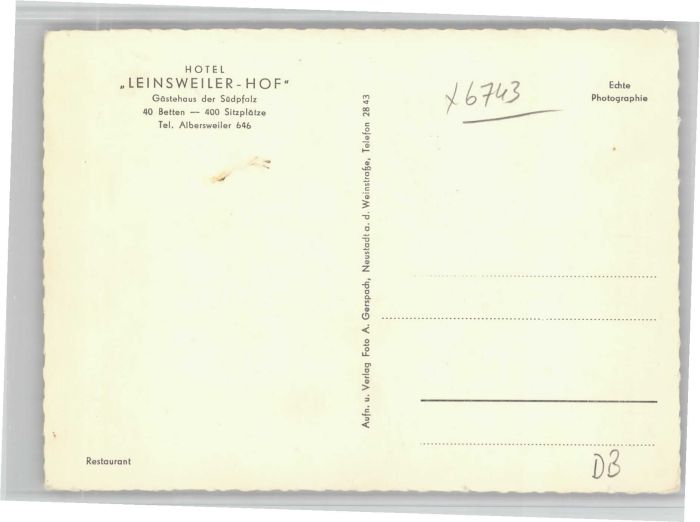 HOTEL
„LEINSWEILER-HOF"
Gästehaus der Südpfalz
40 Betten — 400 Sitzplätze
Tel. Albersweiler 646
Restaurant
Aufn. u. Verlag Foto A. Gerspach, Neustadt a. d. Weinstraße, Telefon 2843
x6743
Echte
Photographie
DB